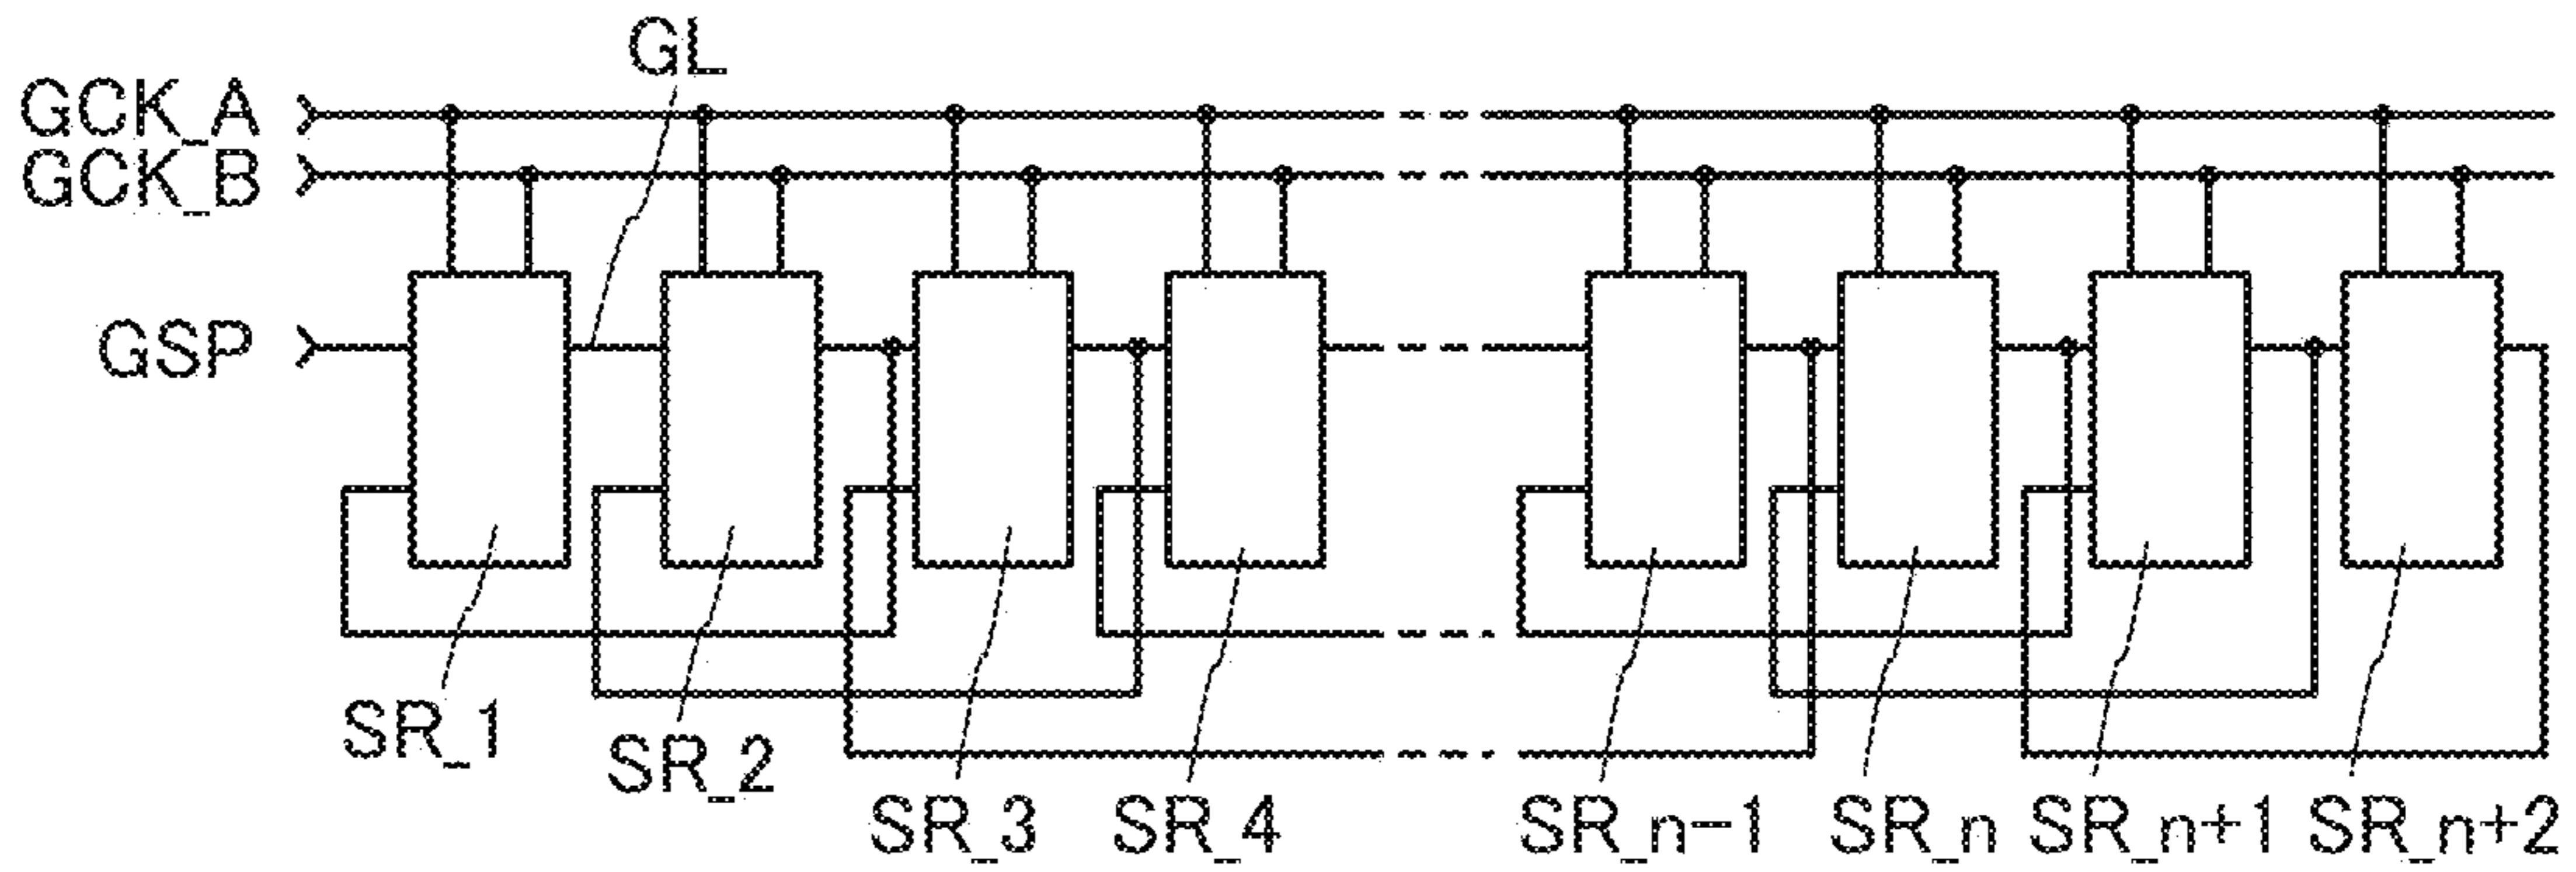 GL
GCK_A
GCK_B
GSP
SR_1
SR_2
SR_3
SR_4
SR_n-1
SR_n
SR_n+1
SR_n+2